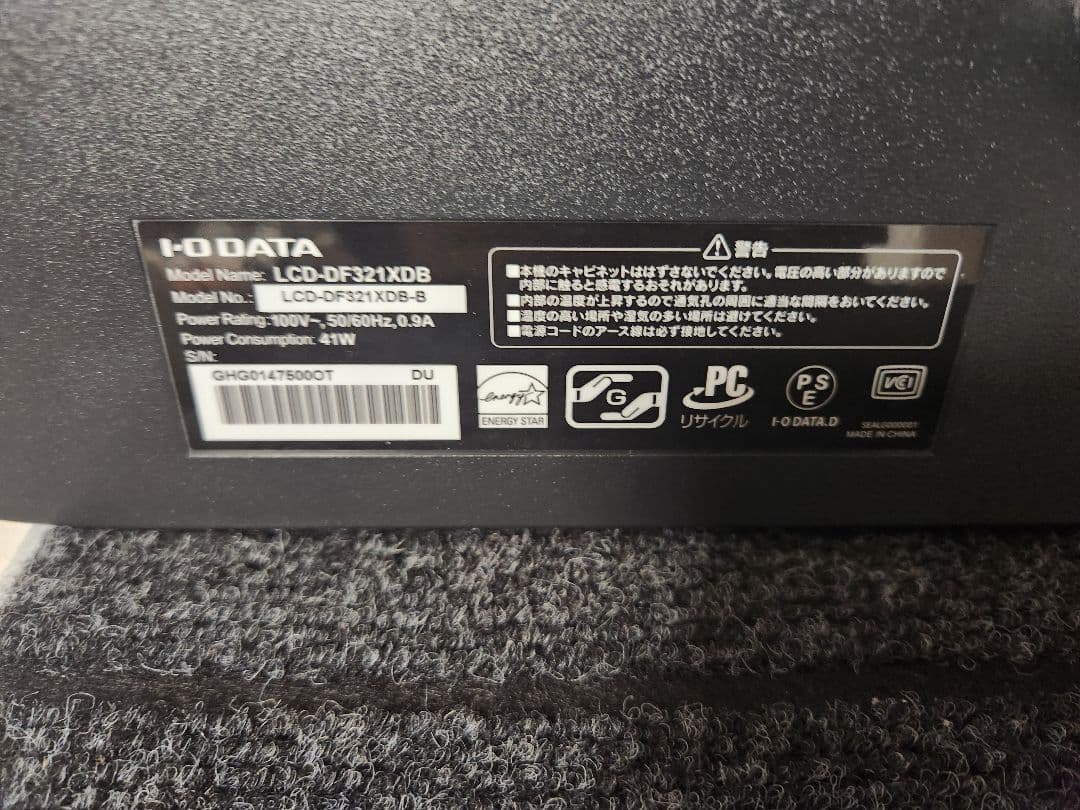 I-O DATA
Model Name: LCD-DF321XDB
Model No.: LCD-DF321XDB-B
Power Rating:100V~, 50/60Hz, 0.9A
Power Consumption: 41W
S/N:
GHG0147500OT DU
警告
■本機のキャビネットははずさないでください。電圧の高い部分がありますので
内部に触ると感電するおそれがあります。
■内部の温度が上昇するので通気孔の周囲に適当な間隔をおいてください。
■温度の高い場所や湿気の多い場所は避けてください。
■電源コードのアース線は必ず接地してください。
energy
ENERGY STAR
G
PC
リサイクル
PS
E
I-O DATA.D
VCCI
SEALG000001
MADE IN CHINA